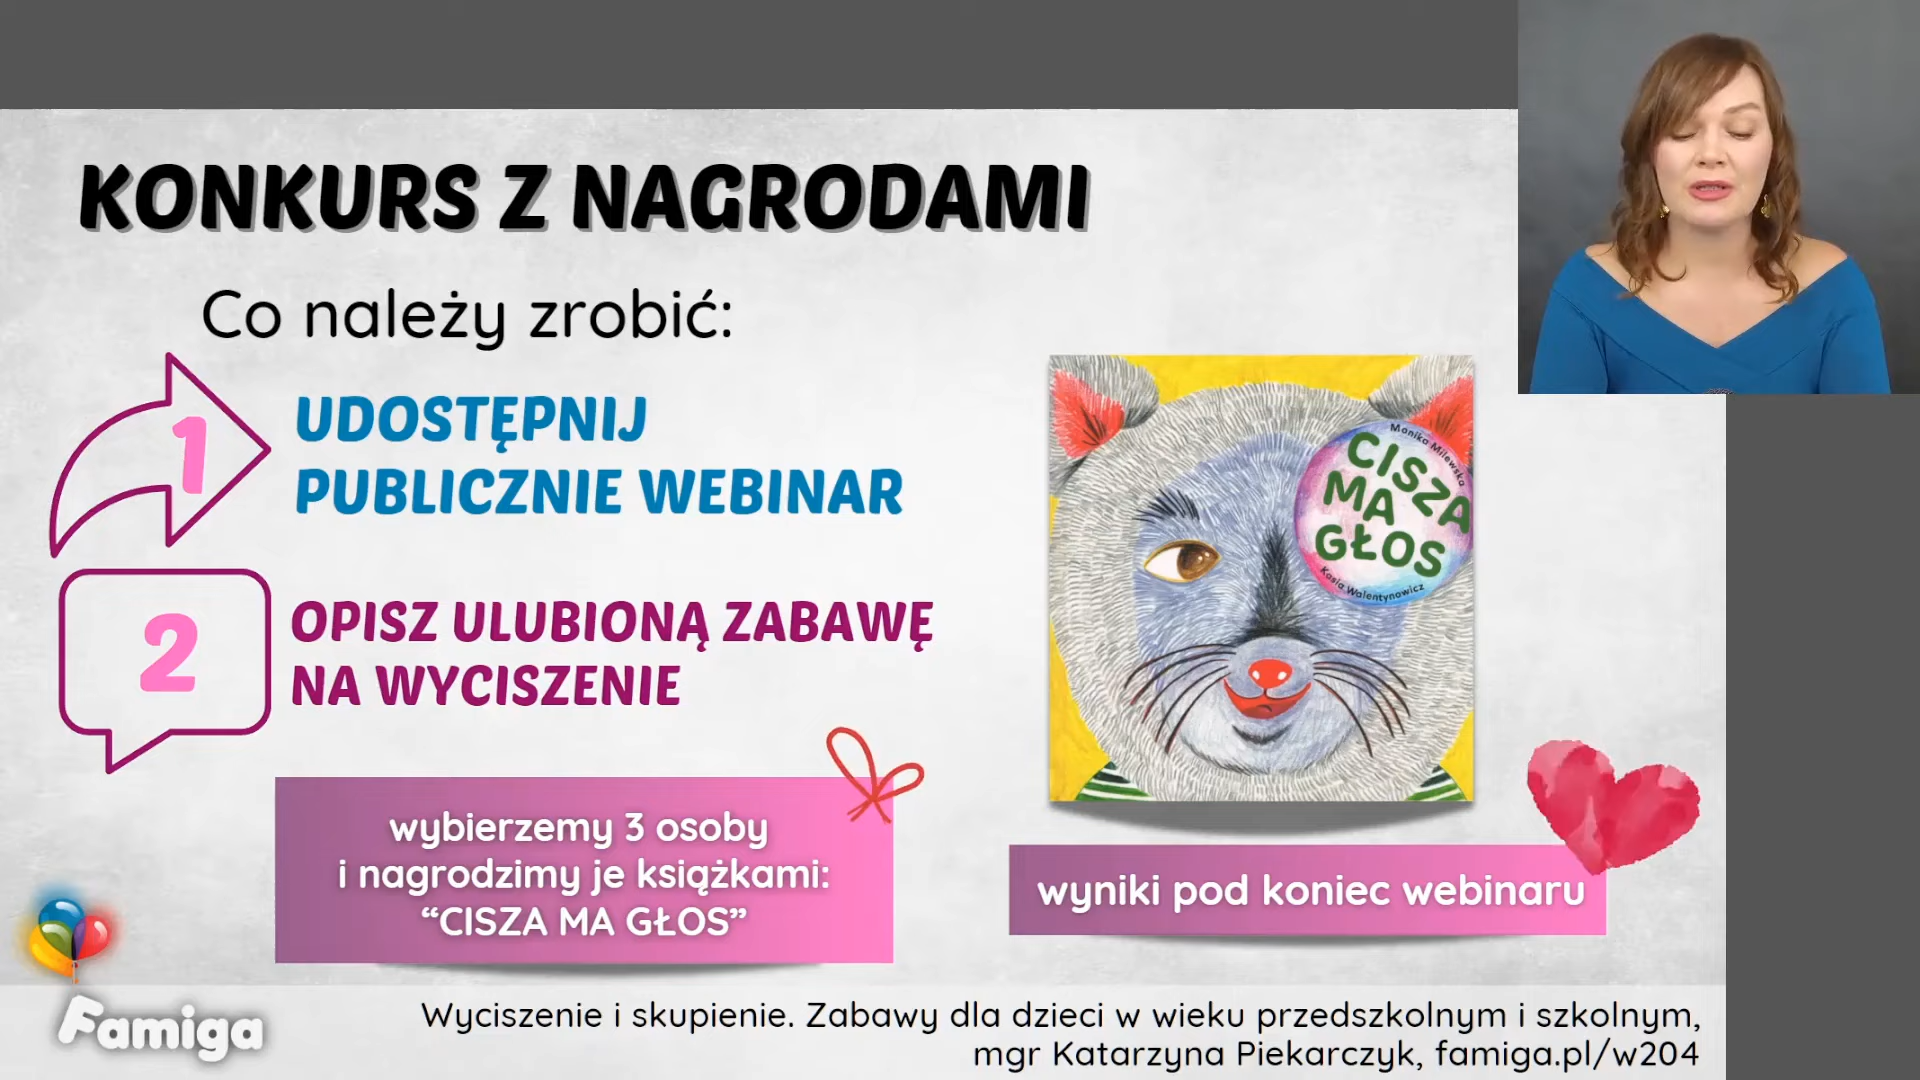 KONKURS Z NAGRODAMI
Co należy zrobić:
1
UDOSTĘPNIJ
PUBLICZNIE WEBINAR
2
OPISZ ULUBIONĄ ZABAWĘ
NA WYCISZENIE
wybierzemy 3 osoby
i nagrodzimy je książkami:
“CISZA MA GŁOS”
Monika Milewska
CISZA
MA
GŁOS
Kasia Walentynowicz
wyniki pod koniec webinaru
Famiga
Wyciszenie i skupienie. Zabawy dla dzieci w wieku przedszkolnym i szkolnym,
mgr Katarzyna Piekarczyk, famiga.pl/w204